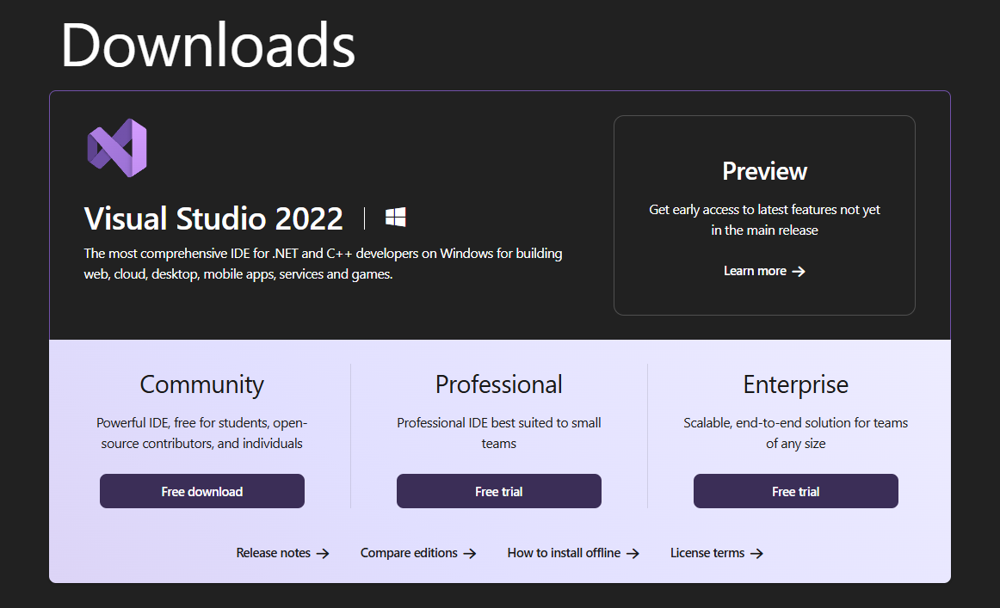 Downloads
Visual Studio 2022
The most comprehensive IDE for .NET and C++ developers on Windows for building
web, cloud, desktop, mobile apps, services and games.
Preview
Get early access to latest features not yet
in the main release
Learn more
Community
Powerful IDE, free for students, open-
source contributors, and individuals
Free download
Professional
Professional IDE best suited to small
teams
Free trial
Enterprise
Scalable, end-to-end solution for teams
of any size
Free trial
Release notes
Compare editions
How to install offline
License terms